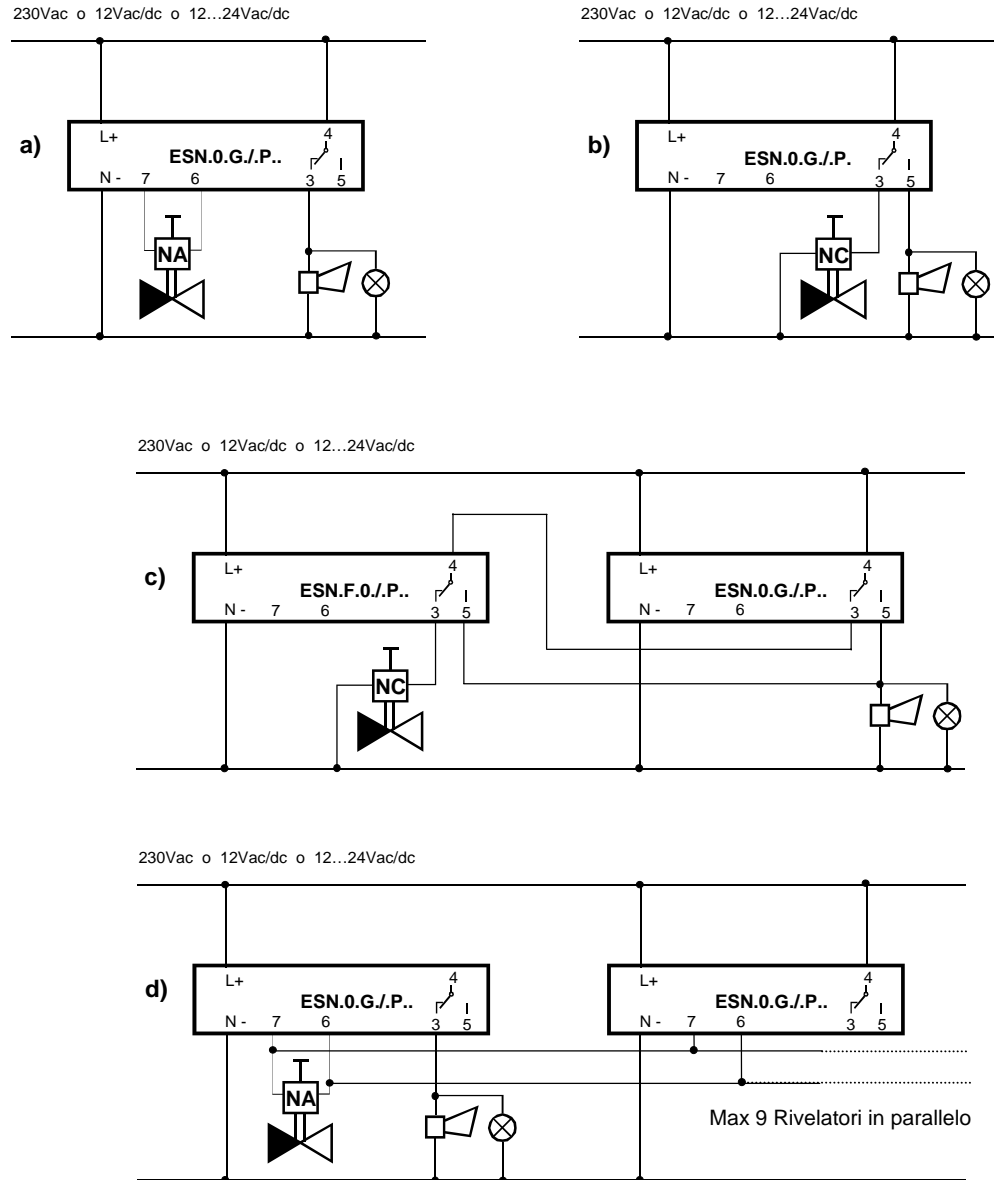 230Vac o 12Vac/dc o 12…24Vac/dc
a)
L+
4
ESN.0.G./.P..
N - 7 6 3 5
NA
230Vac o 12Vac/dc o 12…24Vac/dc
b)
L+
4
ESN.0.G./.P.
N - 7 6 3 5
NC
230Vac o 12Vac/dc o 12…24Vac/dc
c)
L+
4
ESN.F.0./.P..
N - 7 6 3 5
NC
L+
4
ESN.0.G./.P..
N - 7 6 3 5
230Vac o 12Vac/dc o 12…24Vac/dc
d)
L+
4
ESN.0.G./.P..
N - 7 6 3 5
NA
L+
4
ESN.0.G./.P..
N - 7 6 3 5
Max 9 Rivelatori in parallelo